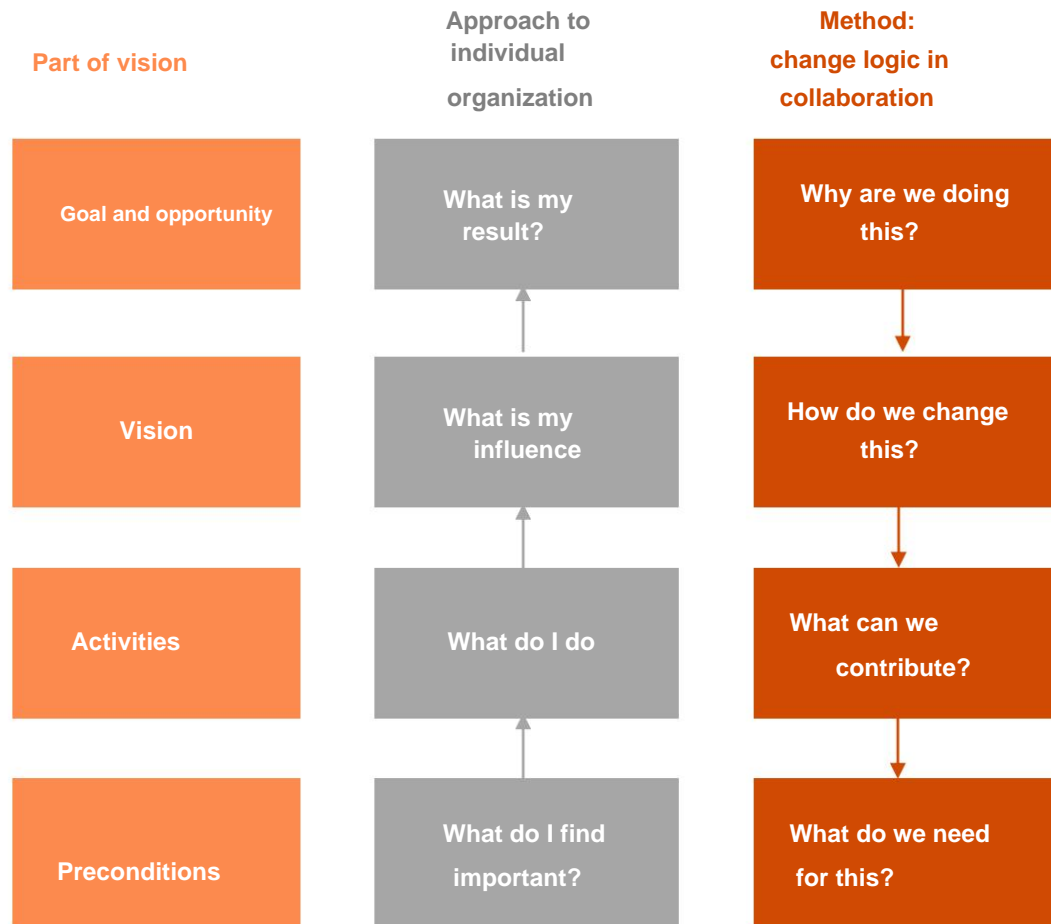 Part of vision
Approach to
individual
organization
Method:
change logic in
collaboration
Goal and opportunity
What is my
result?
Why are we doing
this?
Vision
What is my
influence
How do we change
this?
Activities
What do I do
What can we
contribute?
Preconditions
What do I find
important?
What do we need
for this?